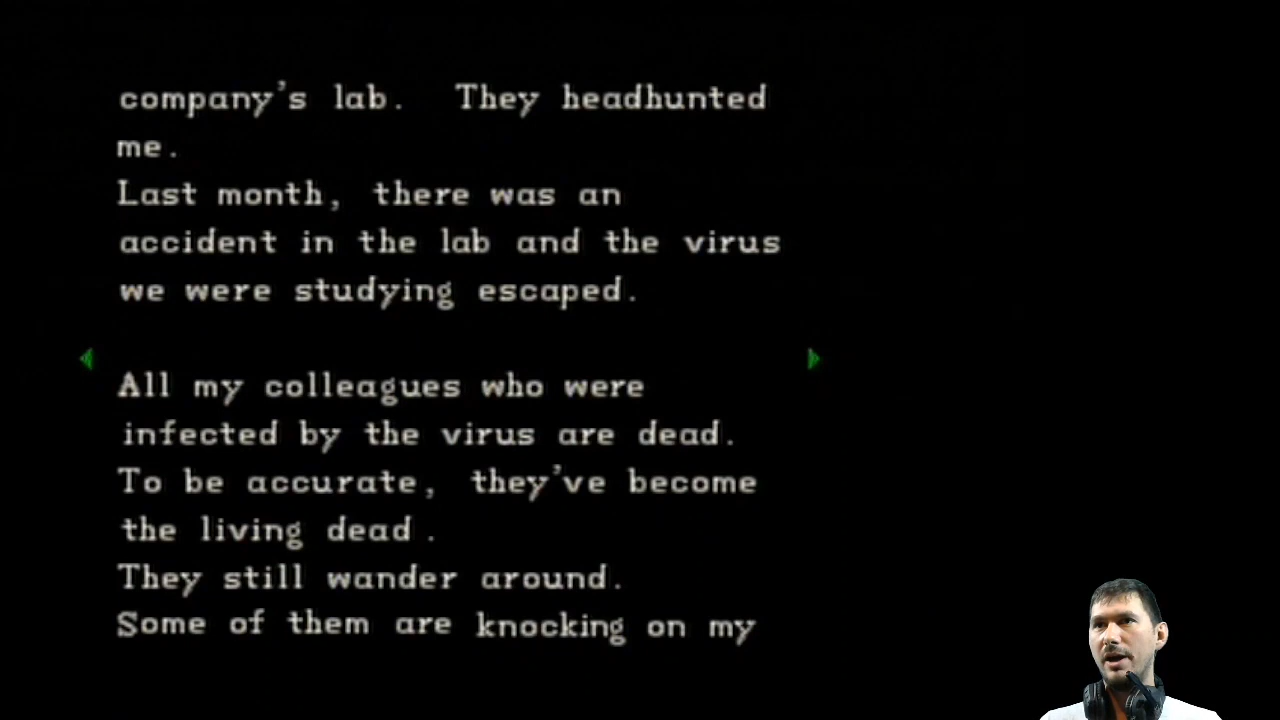 company's lab. They headhunted
me.
Last month, there was an
accident in the lab and the virus
we were studying escaped.
All my colleagues who were
infected by the virus are dead.
To be accurate, they've become
the living dead.
They still wander around.
Some of them are knocking on my